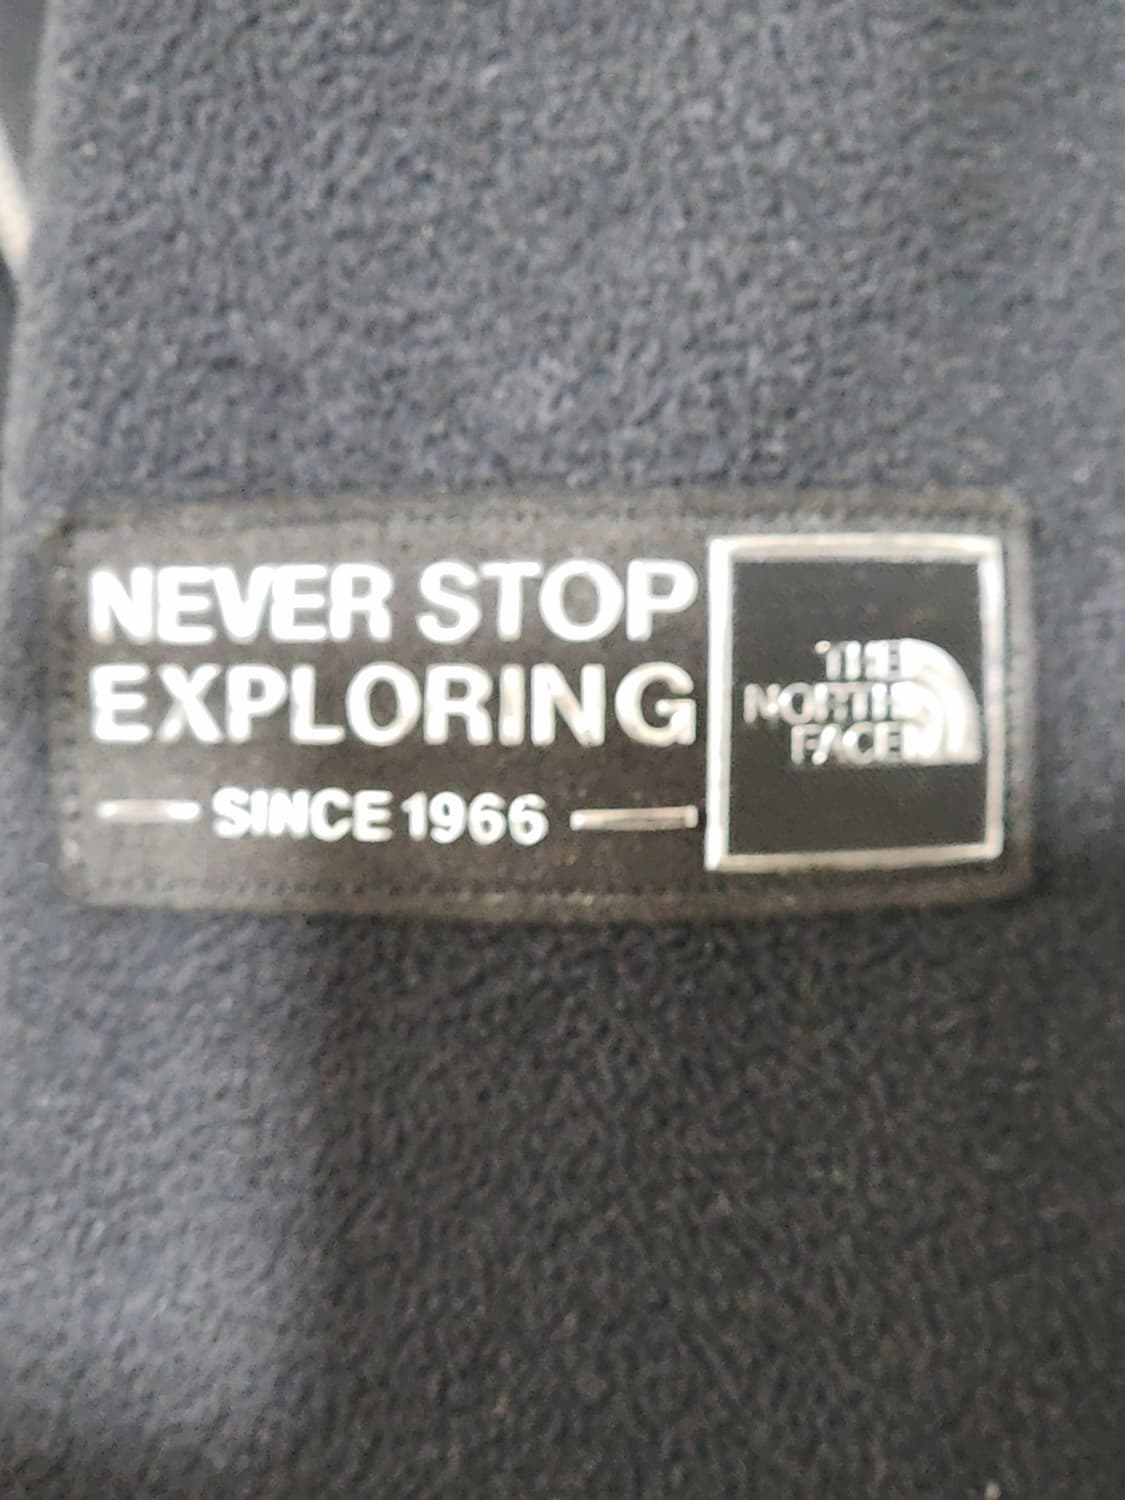 NEVER STOP
EXPLORING
SINCE 1966
THE
NORTH
FACE